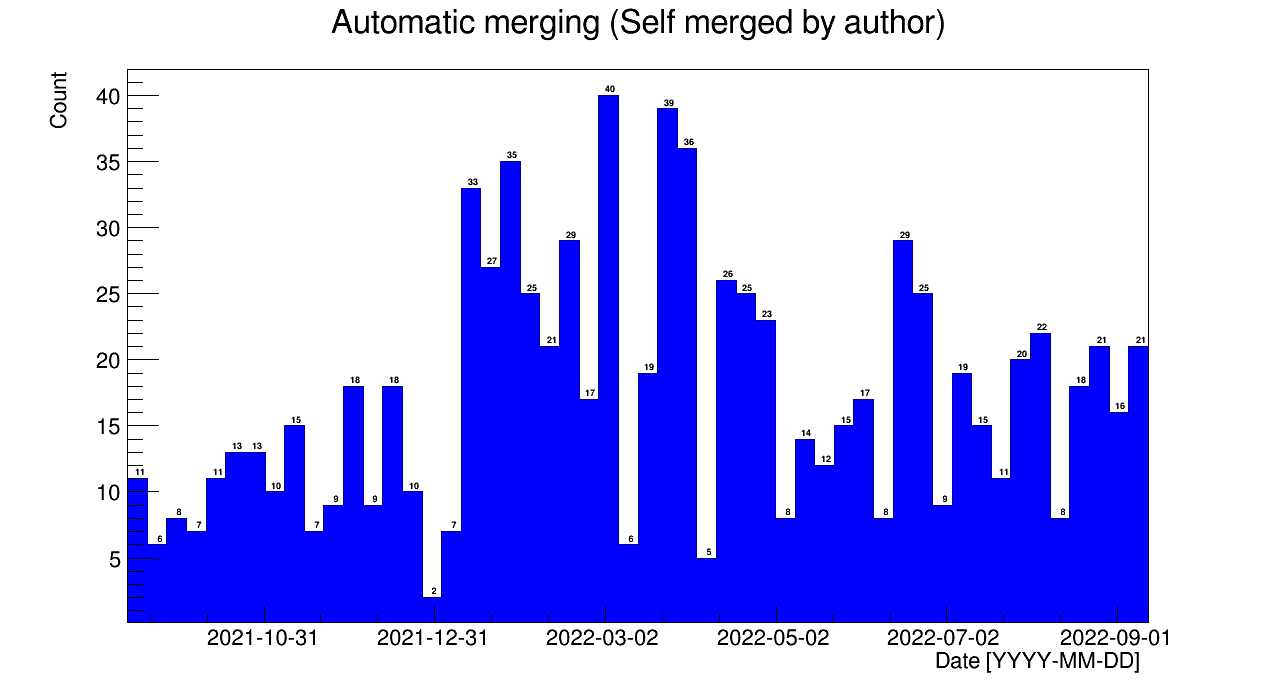 Automatic merging (Self merged by author)
Count
40
35
30
25
20
15
10
5
11 6 8 7 11 13 13 10 15 7 9 18 9 18 10 2 7 33 27 35 25 21 29 17 40 6 19 39 36 5 26 25 23 8 14 12 15 17 8 29 25 9 19 15 11 20 22 8 18 21 16 21
2021-10-31 2021-12-31 2022-03-02 2022-05-02 2022-07-02 2022-09-01
Date [YYYY-MM-DD]